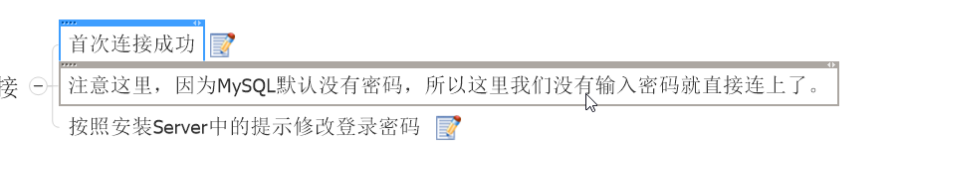 首次连接成功
接
注意这里，因为MySQL默认没有密码，所以这里我们没有输入密码就直接连上了。
按照安装Server中的提示修改登录密码